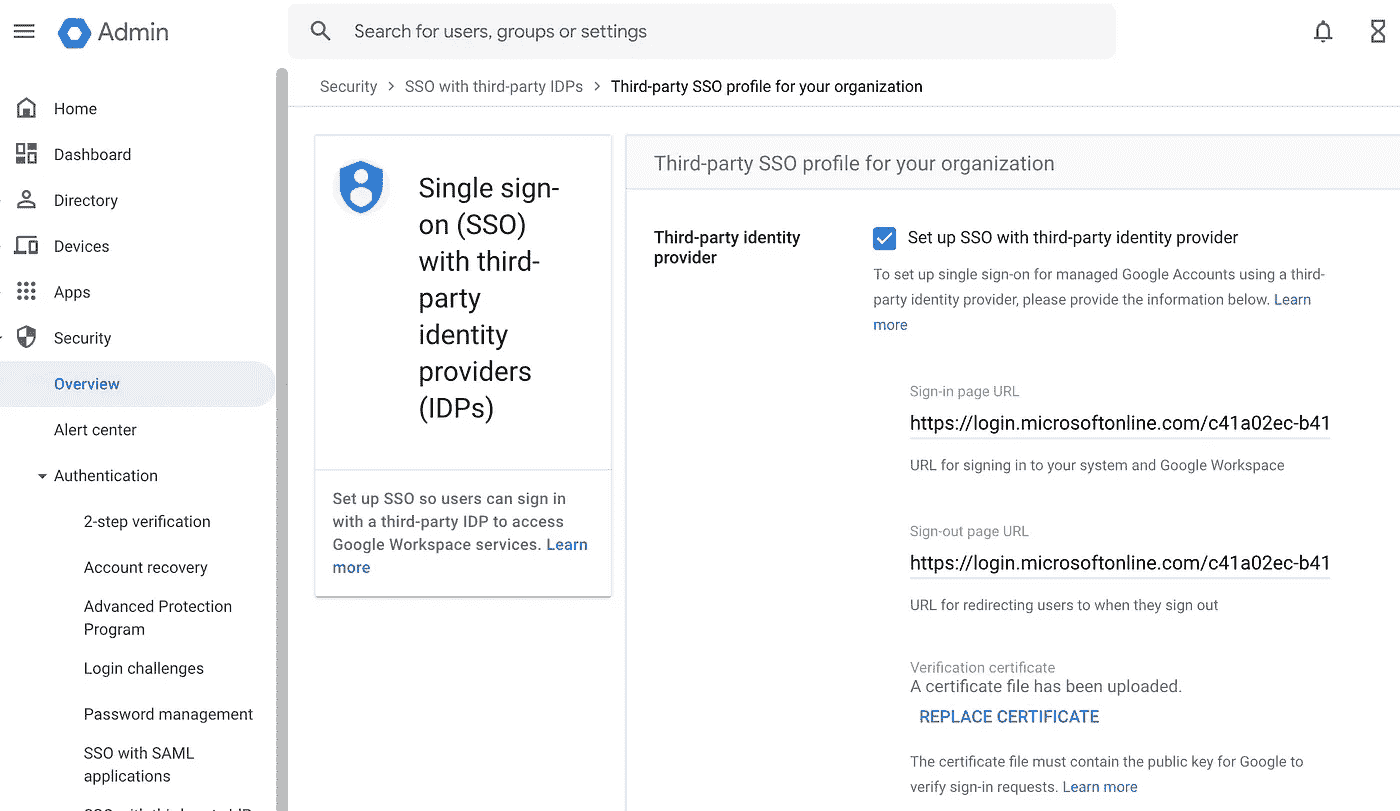 Admin
Search for users, groups or settings
Home
Dashboard
Directory
Devices
Apps
Security
Overview
Alert center
Authentication
2-step verification
Account recovery
Advanced Protection
Program
Login challenges
Password management
SSO with SAML
applications
Security > SSO with third-party IDPs > Third-party SSO profile for your organization
Single sign-
on (SSO)
with third-
party
identity
providers
(IDPs)
Set up SSO so users can sign in
with a third-party IDP to access
Google Workspace services. Learn
more
Third-party SSO profile for your organization
Third-party identity
provider
Set up SSO with third-party identity provider
To set up single sign-on for managed Google Accounts using a third-
party identity provider, please provide the information below. Learn
more
Sign-in page URL
https://login.microsoftonline.com/c41a02ec-b41
URL for signing in to your system and Google Workspace
Sign-out page URL
https://login.microsoftonline.com/c41a02ec-b41
URL for redirecting users to when they sign out
Verification certificate
A certificate file has been uploaded.
REPLACE CERTIFICATE
The certificate file must contain the public key for Google to
verify sign-in requests. Learn more